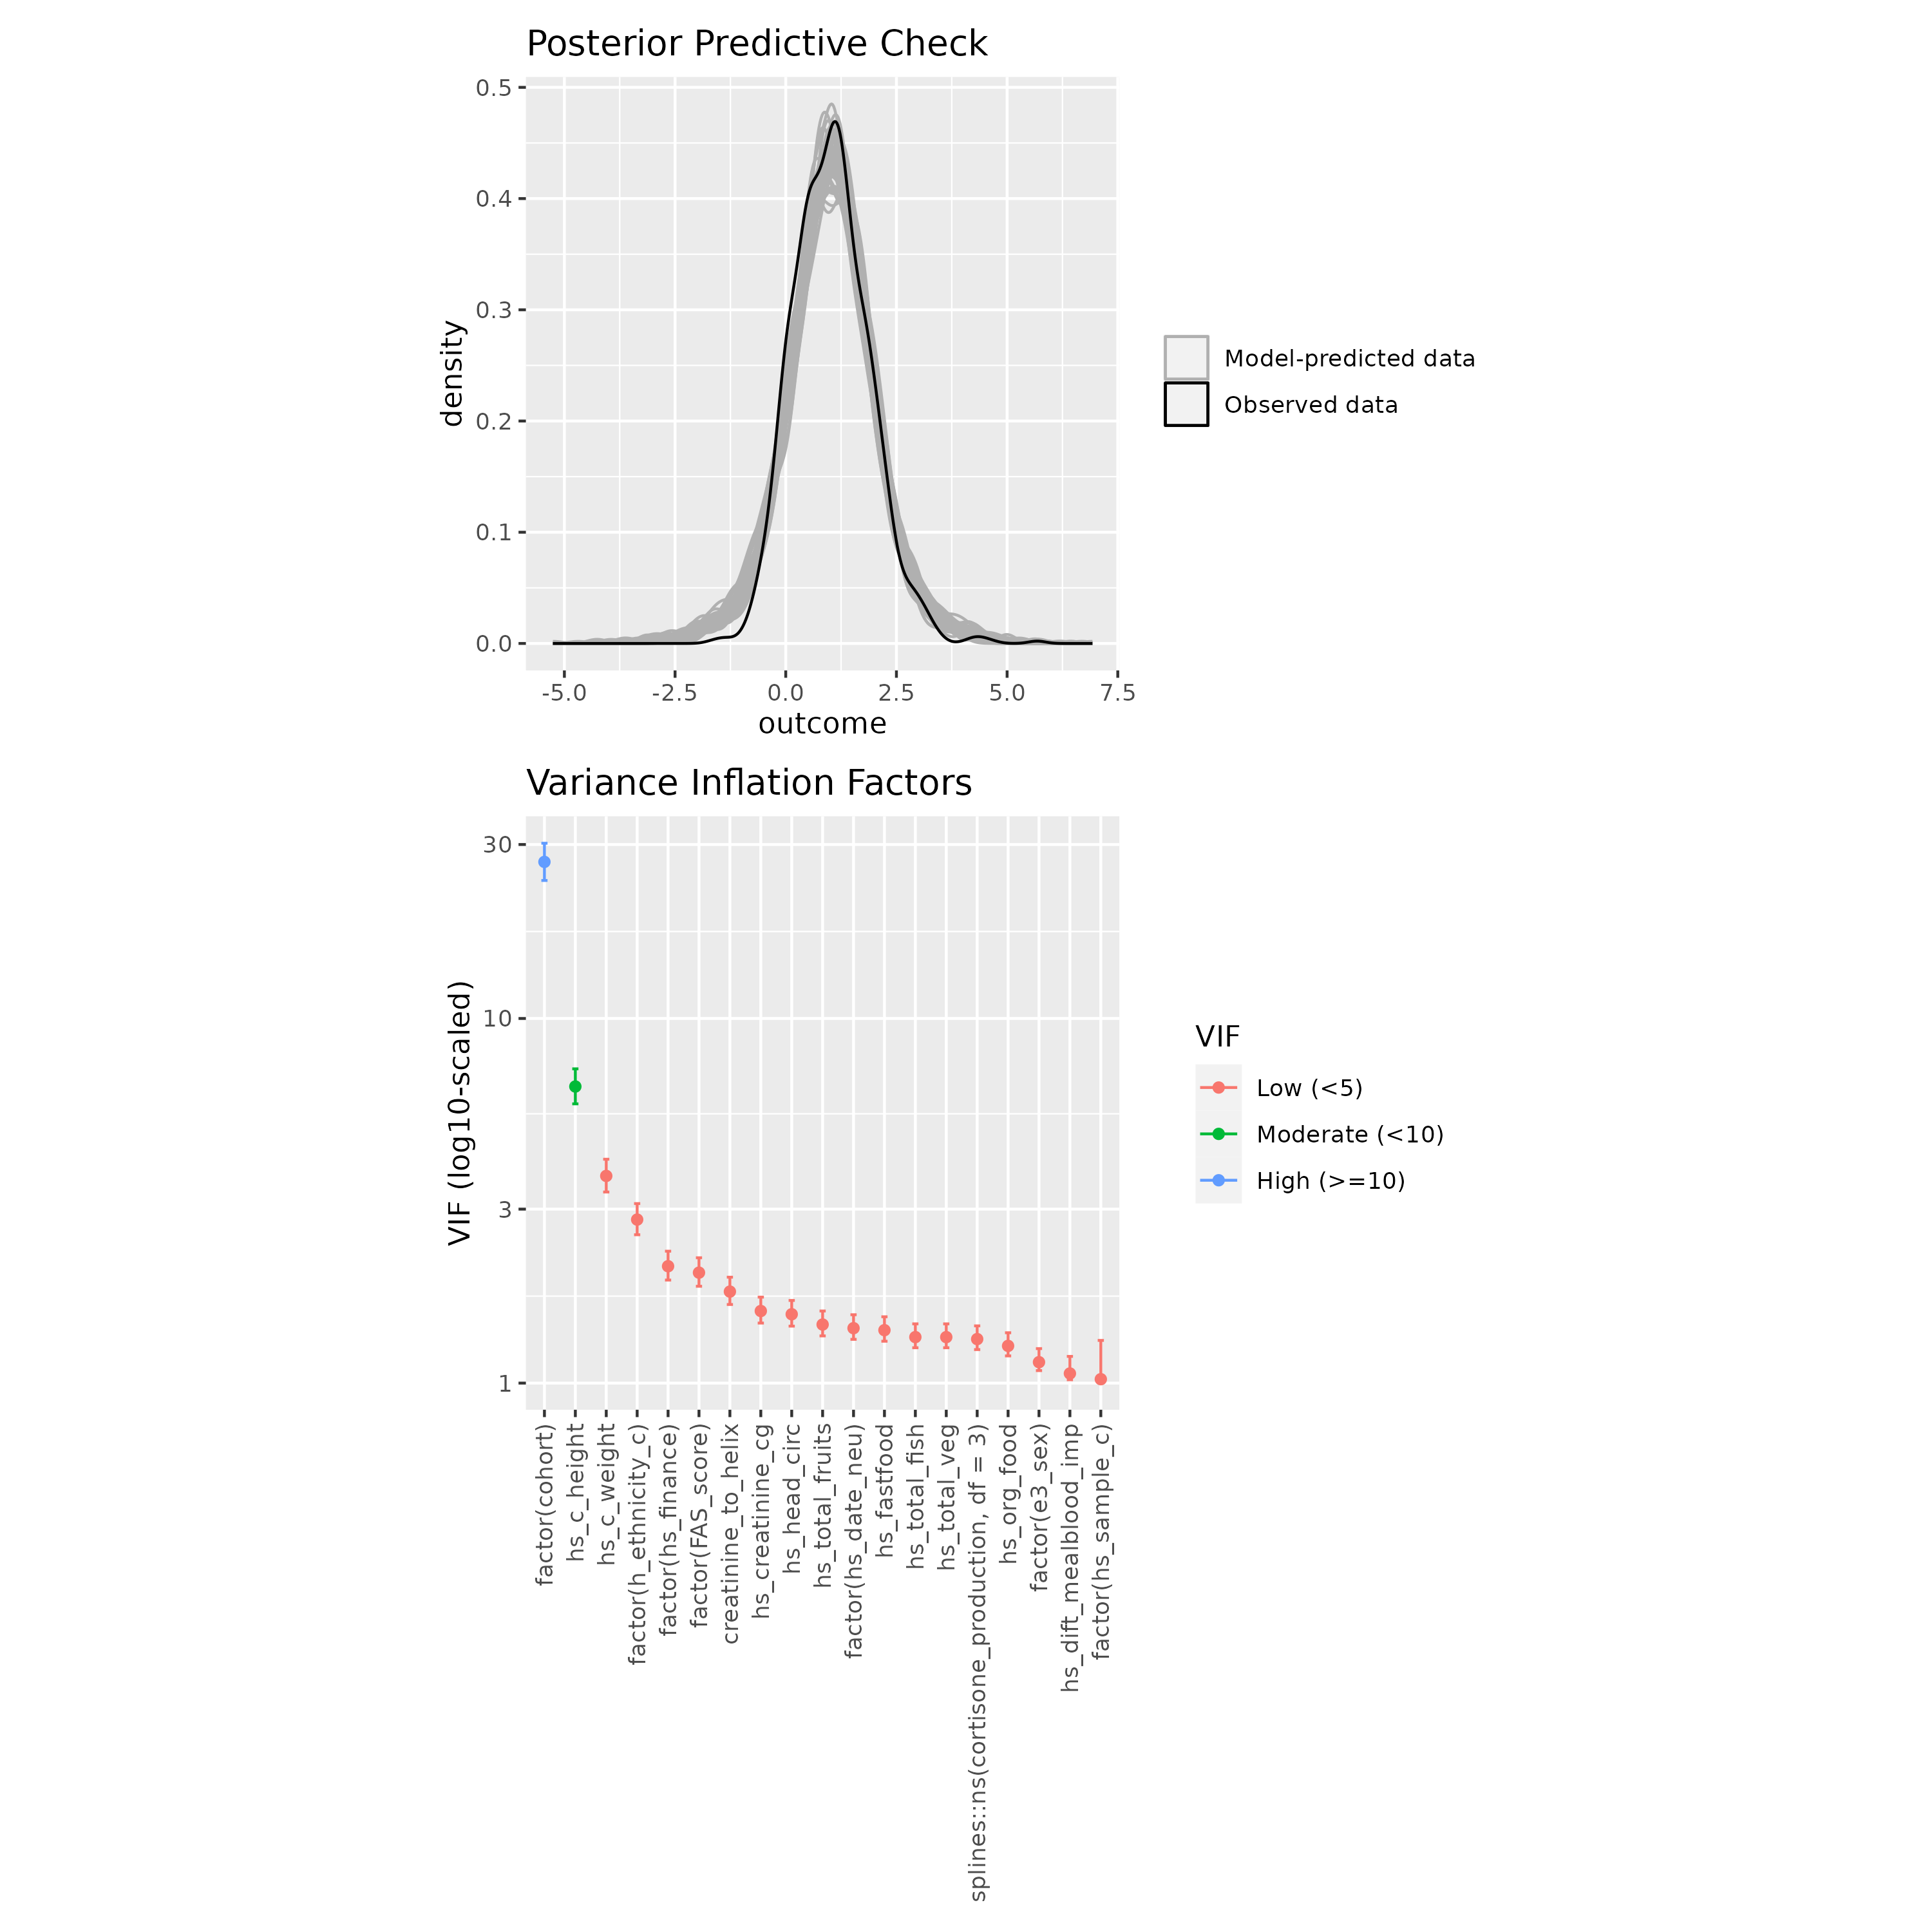 Posterior Predictive Check
0.5
0.4
0.3
0.2
0.1
0.0
density
-5.0 -2.5 0.0 2.5 5.0 7.5
outcome
Model-predicted data
Observed data
Variance Inflation Factors
30
10
3
1
VIF (log10-scaled)
factor(cohort)
hs_c_height
hs_c_weight
factor(h_ethnicity_c)
factor(hs_finance)
factor(FAS_score)
creatinine_to_helix
hs_creatinine_cg
hs_head_circ
hs_total_fruits
factor(hs_date_neu)
hs_fastfood
hs_total_fish
hs_total_veg
splines::ns(cortisone_production, df = 3)
hs_org_food
factor(e3_sex)
hs_dift_mealblood_imp
factor(hs_sample_c)
VIF
Low (<5)
Moderate (<10)
High (>=10)